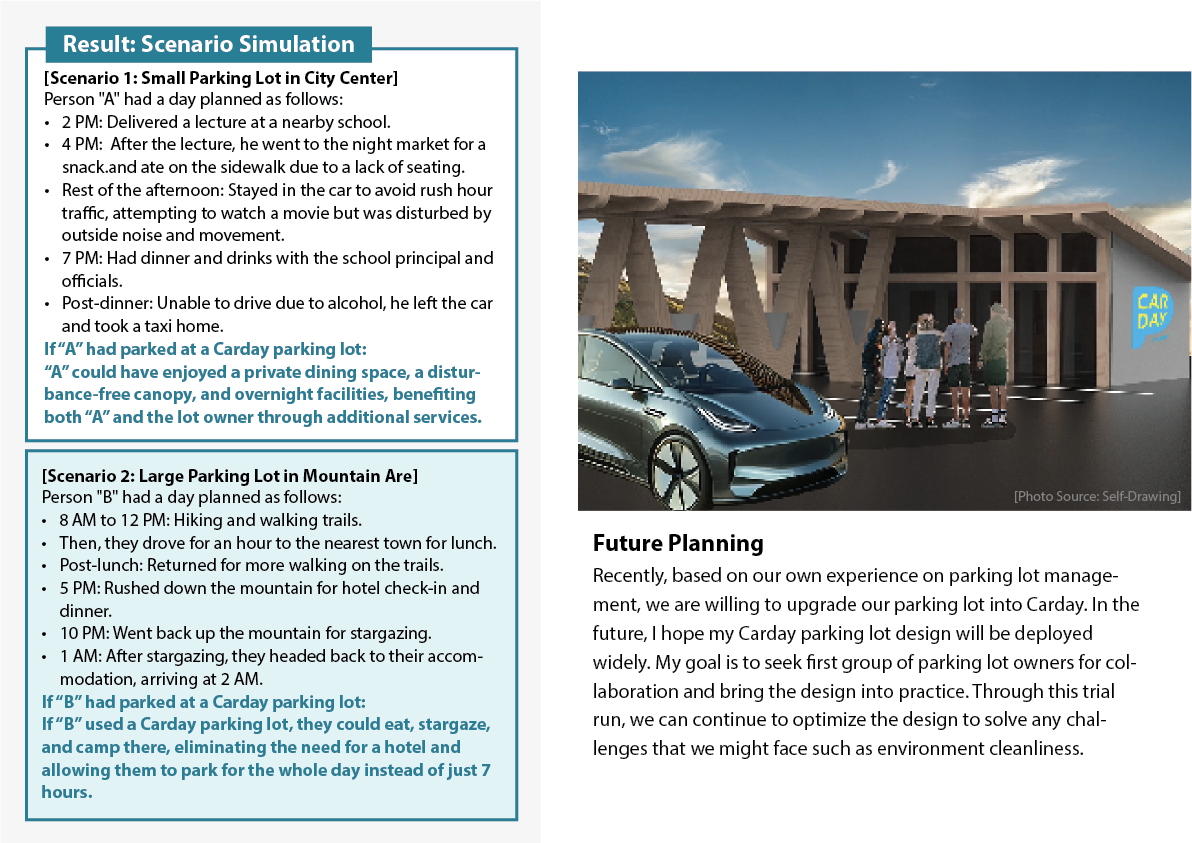 Result: Scenario Simulation
[Scenario 1: Small Parking Lot in City Center]
Person "A" had a day planned as follows:
• 2 PM: Delivered a lecture at a nearby school.
• 4 PM:  After the lecture, he went to the night market for a
snack.and ate on the sidewalk due to a lack of seating.
• Rest of the afternoon: Stayed in the car to avoid rush hour
traffic, attempting to watch a movie but was disturbed by
outside noise and movement.
• 7 PM: Had dinner and drinks with the school principal and
officials.
• Post-dinner: Unable to drive due to alcohol, he left the car
and took a taxi home.
If “A” had parked at a Carday parking lot:
“A” could have enjoyed a private dining space, a distur-
bance-free canopy, and overnight facilities, benefiting
both “A” and the lot owner through additional services.
[Scenario 2: Large Parking Lot in Mountain Are]
Person "B" had a day planned as follows:
• 8 AM to 12 PM: Hiking and walking trails.
• Then, they drove for an hour to the nearest town for lunch.
• Post-lunch: Returned for more walking on the trails.
• 5 PM: Rushed down the mountain for hotel check-in and
dinner.
• 10 PM: Went back up the mountain for stargazing.
• 1 AM: After stargazing, they headed back to their accom-
modation, arriving at 2 AM.
If “B” had parked at a Carday parking lot:
If “B” used a Carday parking lot, they could eat, stargaze,
and camp there, eliminating the need for a hotel and
allowing them to park for the whole day instead of just 7
hours.
CAR
DAY
[Photo Source: Self-Drawing]
Future Planning
Recently, based on our own experience on parking lot manage-
ment, we are willing to upgrade our parking lot into Carday. In the
future, I hope my Carday parking lot design will be deployed
widely. My goal is to seek first group of parking lot owners for col-
laboration and bring the design into practice. Through this trial
run, we can continue to optimize the design to solve any chal-
lenges that we might face such as environment cleanliness.